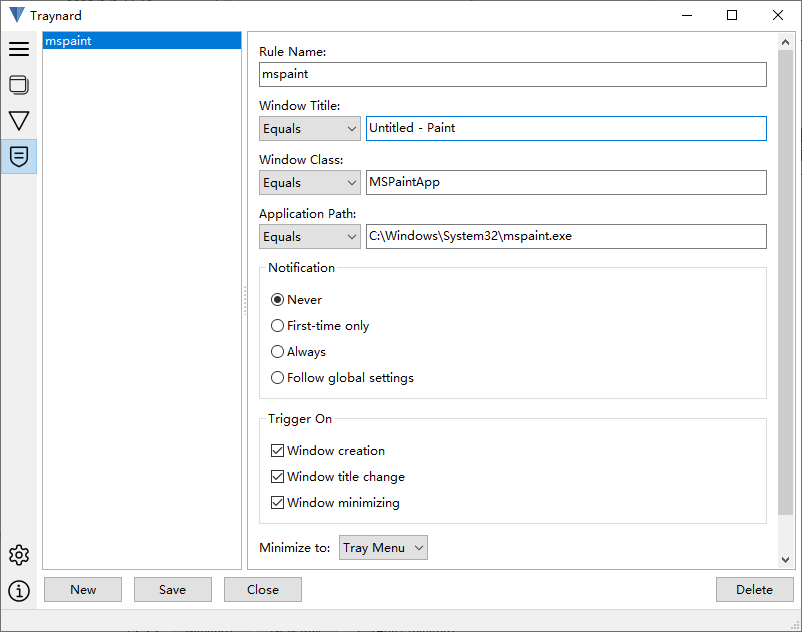 Traynard
mspaint
Rule Name:
mspaint
Window Titile:
Equals
Untitled - Paint
Window Class:
Equals
MSPaintApp
Application Path:
Equals
C:\Windows\System32\mspaint.exe
Notification
Never
First-time only
Always
Follow global settings
Trigger On
Window creation
Window title change
Window minimizing
Minimize to:
Tray Menu
New
Save
Close
Delete